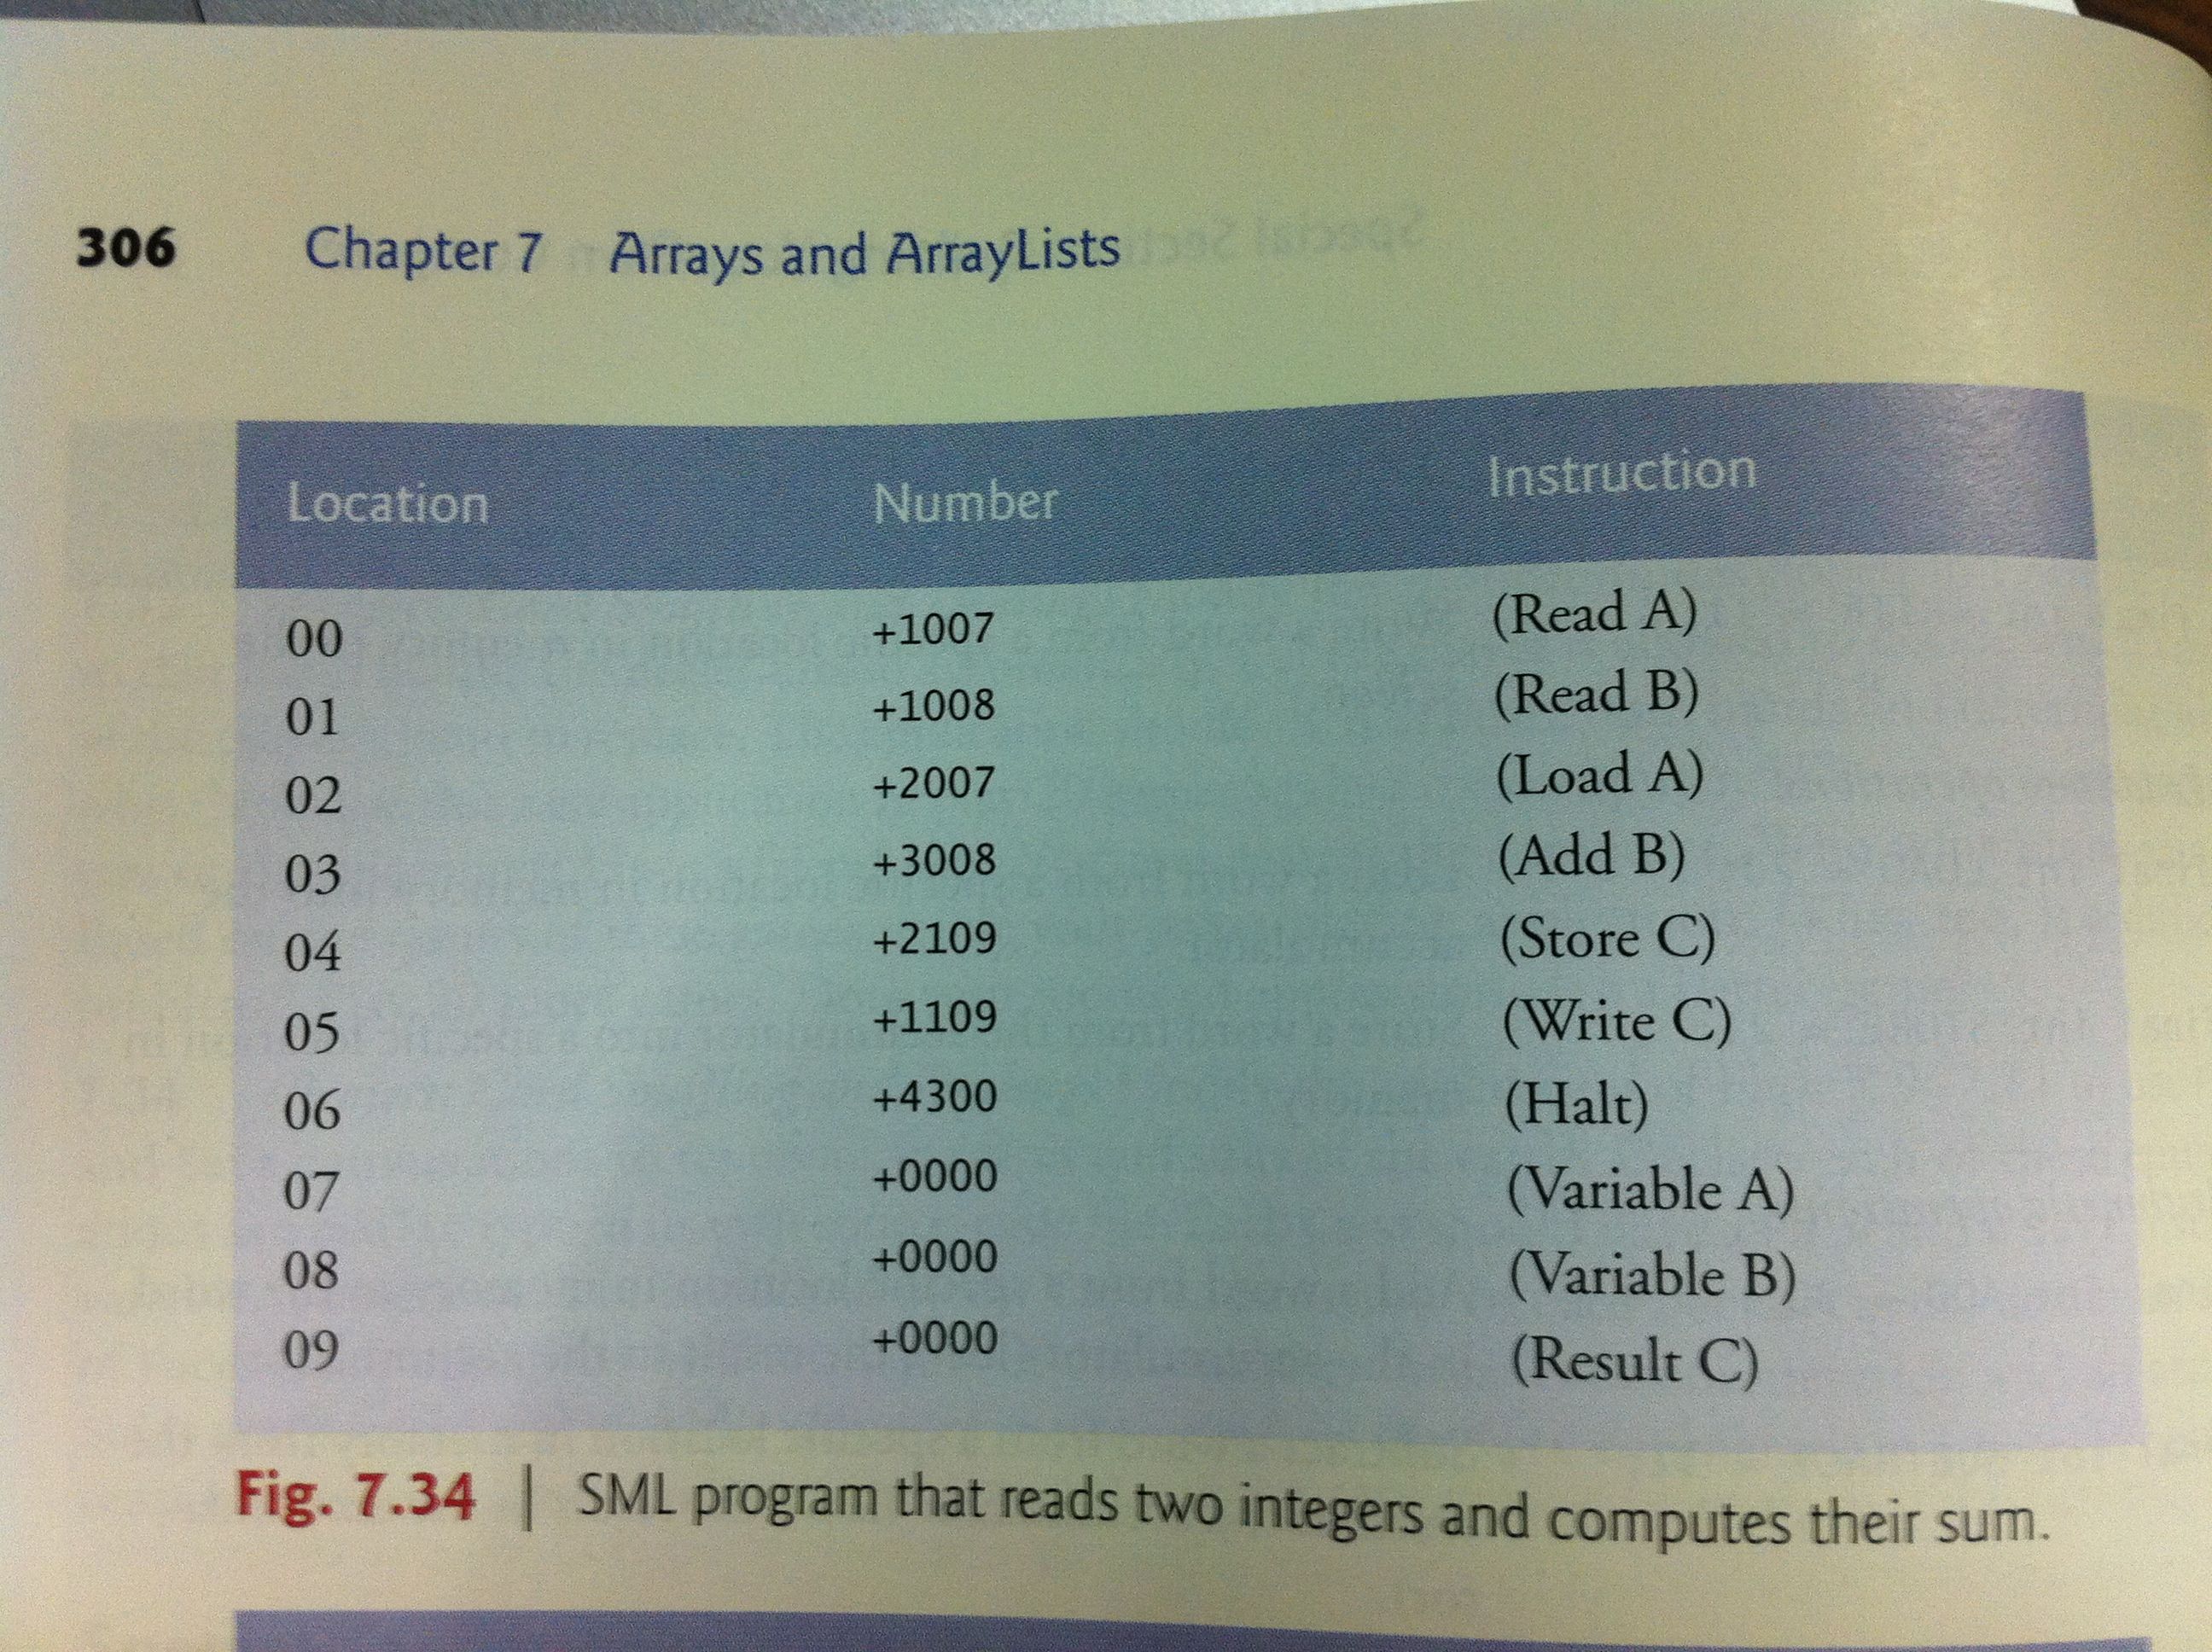 306 Chapter 7 Arrays and ArrayLists
Location Number Instruction
00 +1007 (Read A)
01 +1008 (Read B)
02 +2007 (Load A)
03 +3008 (Add B)
04 +2109 (Store C)
05 +1109 (Write C)
06 +4300 (Halt)
07 +0000 (Variable A)
08 +0000 (Variable B)
09 +0000 (Result C)
Fig. 7.34 | SML program that reads two integers and computes their sum.